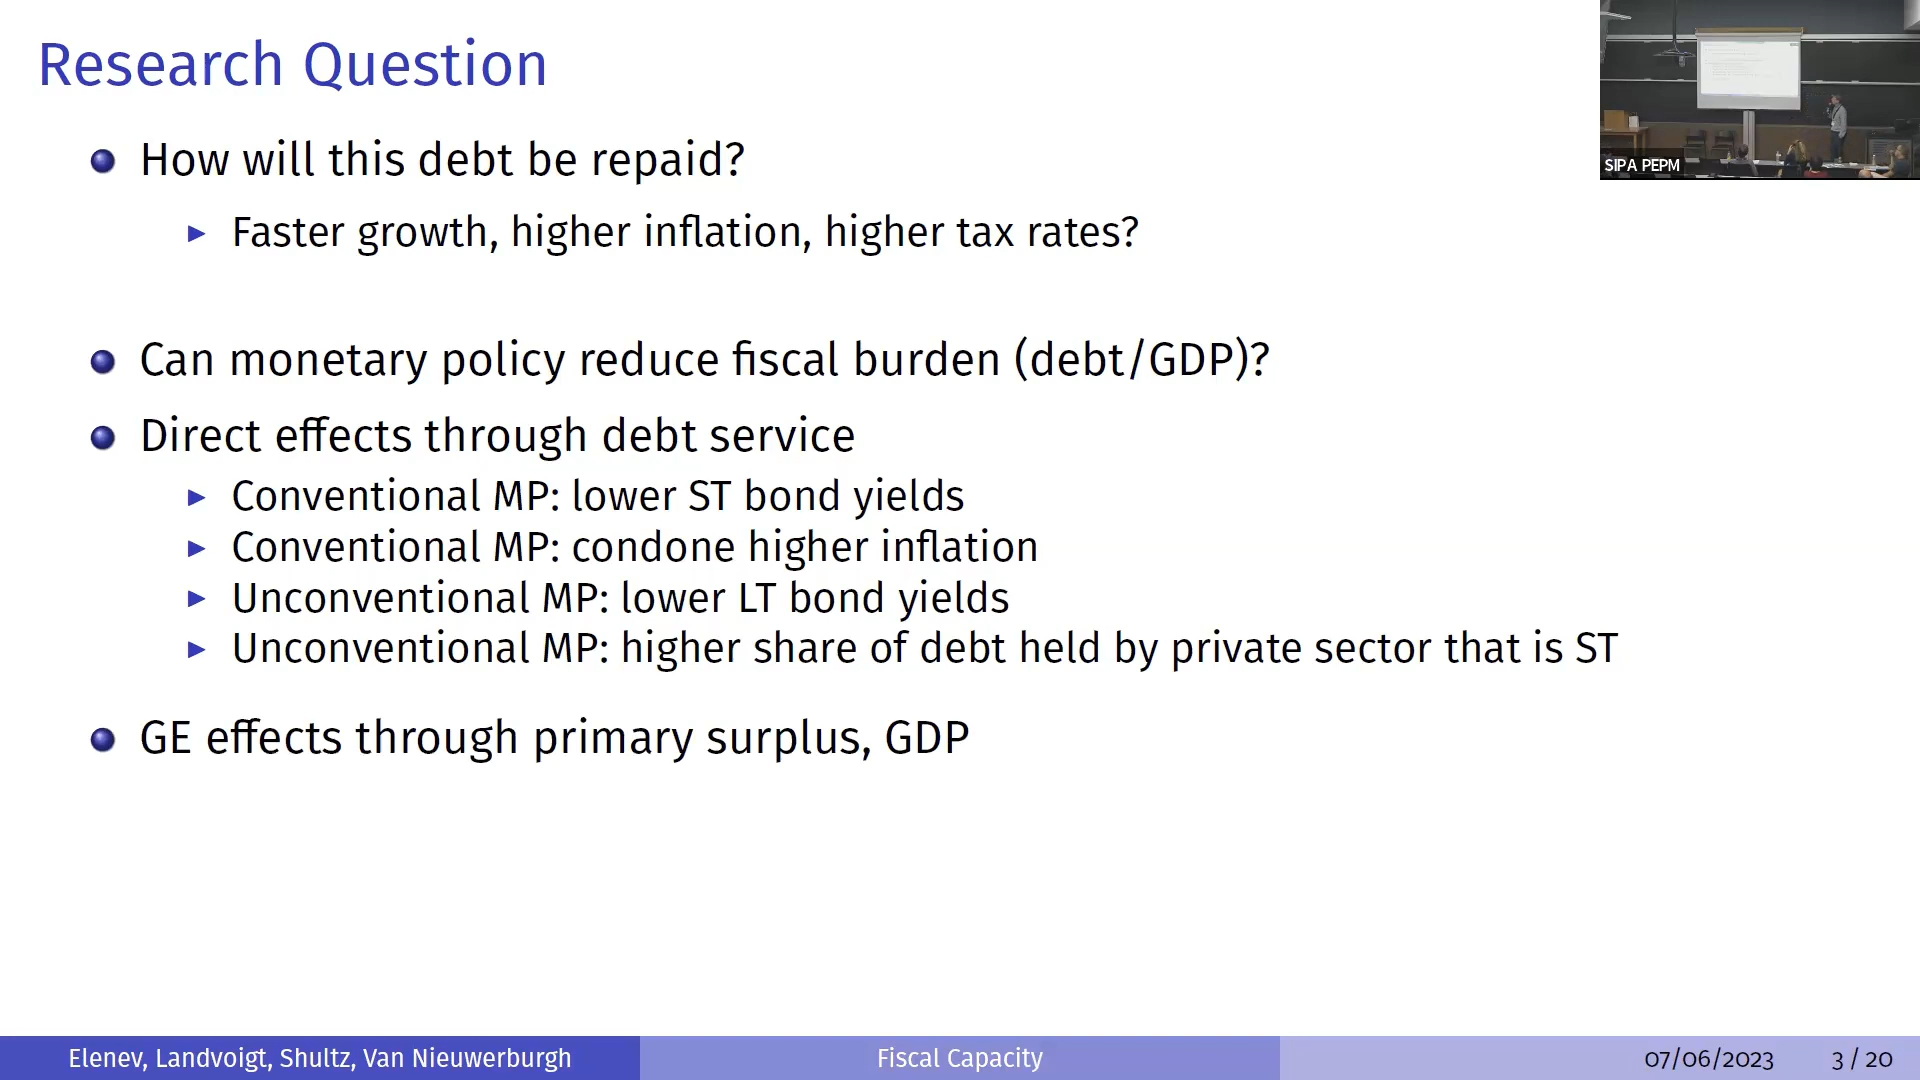 Research Question
How will this debt be repaid?
Faster growth, higher inflation, higher tax rates?
Can monetary policy reduce fiscal burden (debt/GDP)?
Direct effects through debt service
Conventional MP: lower ST bond yields
Conventional MP: condone higher inflation
Unconventional MP: lower LT bond yields
Unconventional MP: higher share of debt held by private sector that is ST
GE effects through primary surplus, GDP
SIPA PEPM
Elenev, Landvoigt, Shultz, Van Nieuwerburgh
Fiscal Capacity
07/06/2023
3 / 20